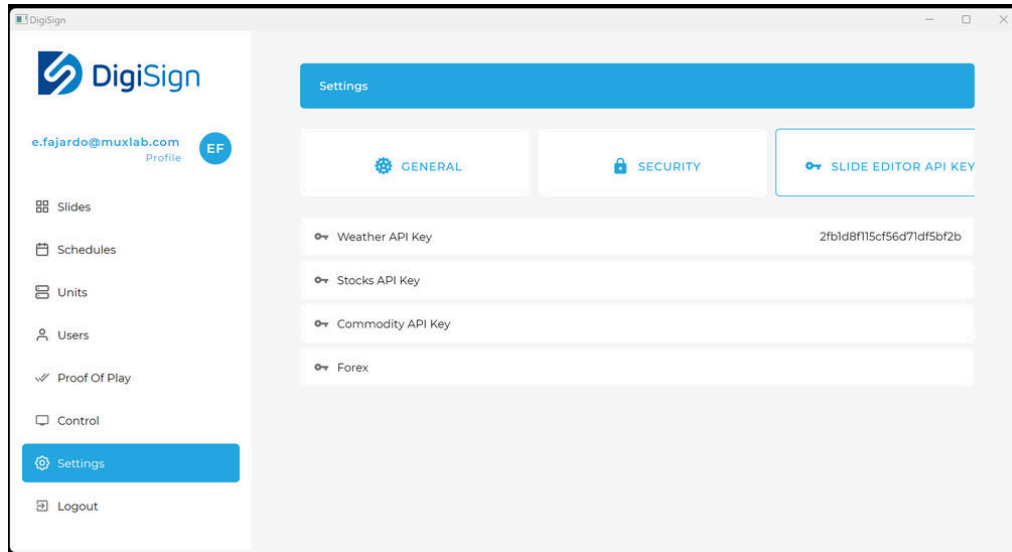 DigiSign
DigiSign
e.fajardo@muxlab.com
EF
Profile
Slides
Schedules
Units
Users
Proof Of Play
Control
Settings
Logout
Settings
GENERAL
SECURITY
SLIDE EDITOR API KEY
Weather API Key
2fb1d8f115cf56d71df5bf2b
Stocks API Key
Commodity API Key
Forex